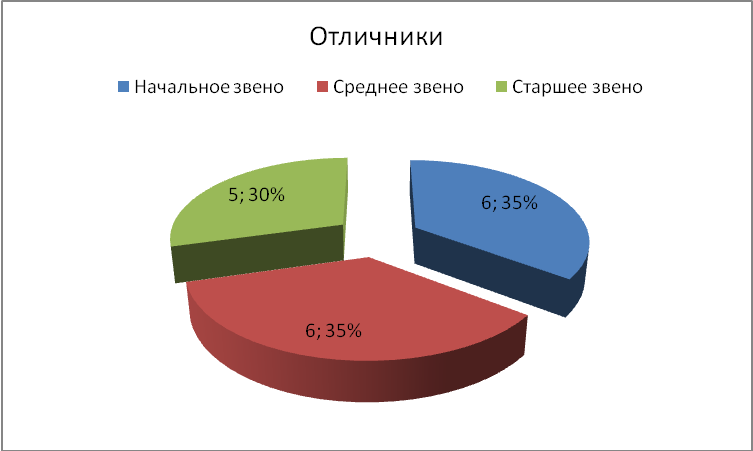 Отличники
Начальное звено Среднее звено Старшее звено
5; 30%
6; 35%
6; 35%